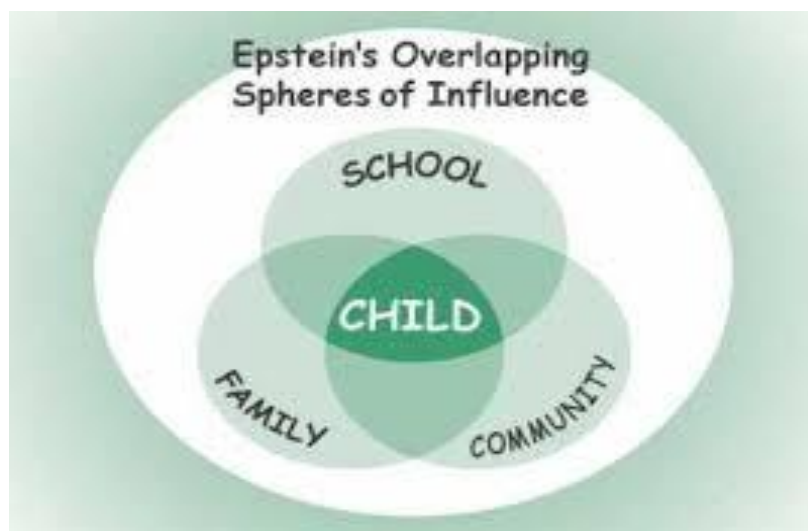 Epstein's Overlapping
Spheres of Influence
SCHOOL
CHILD
FAMILY
COMMUNITY